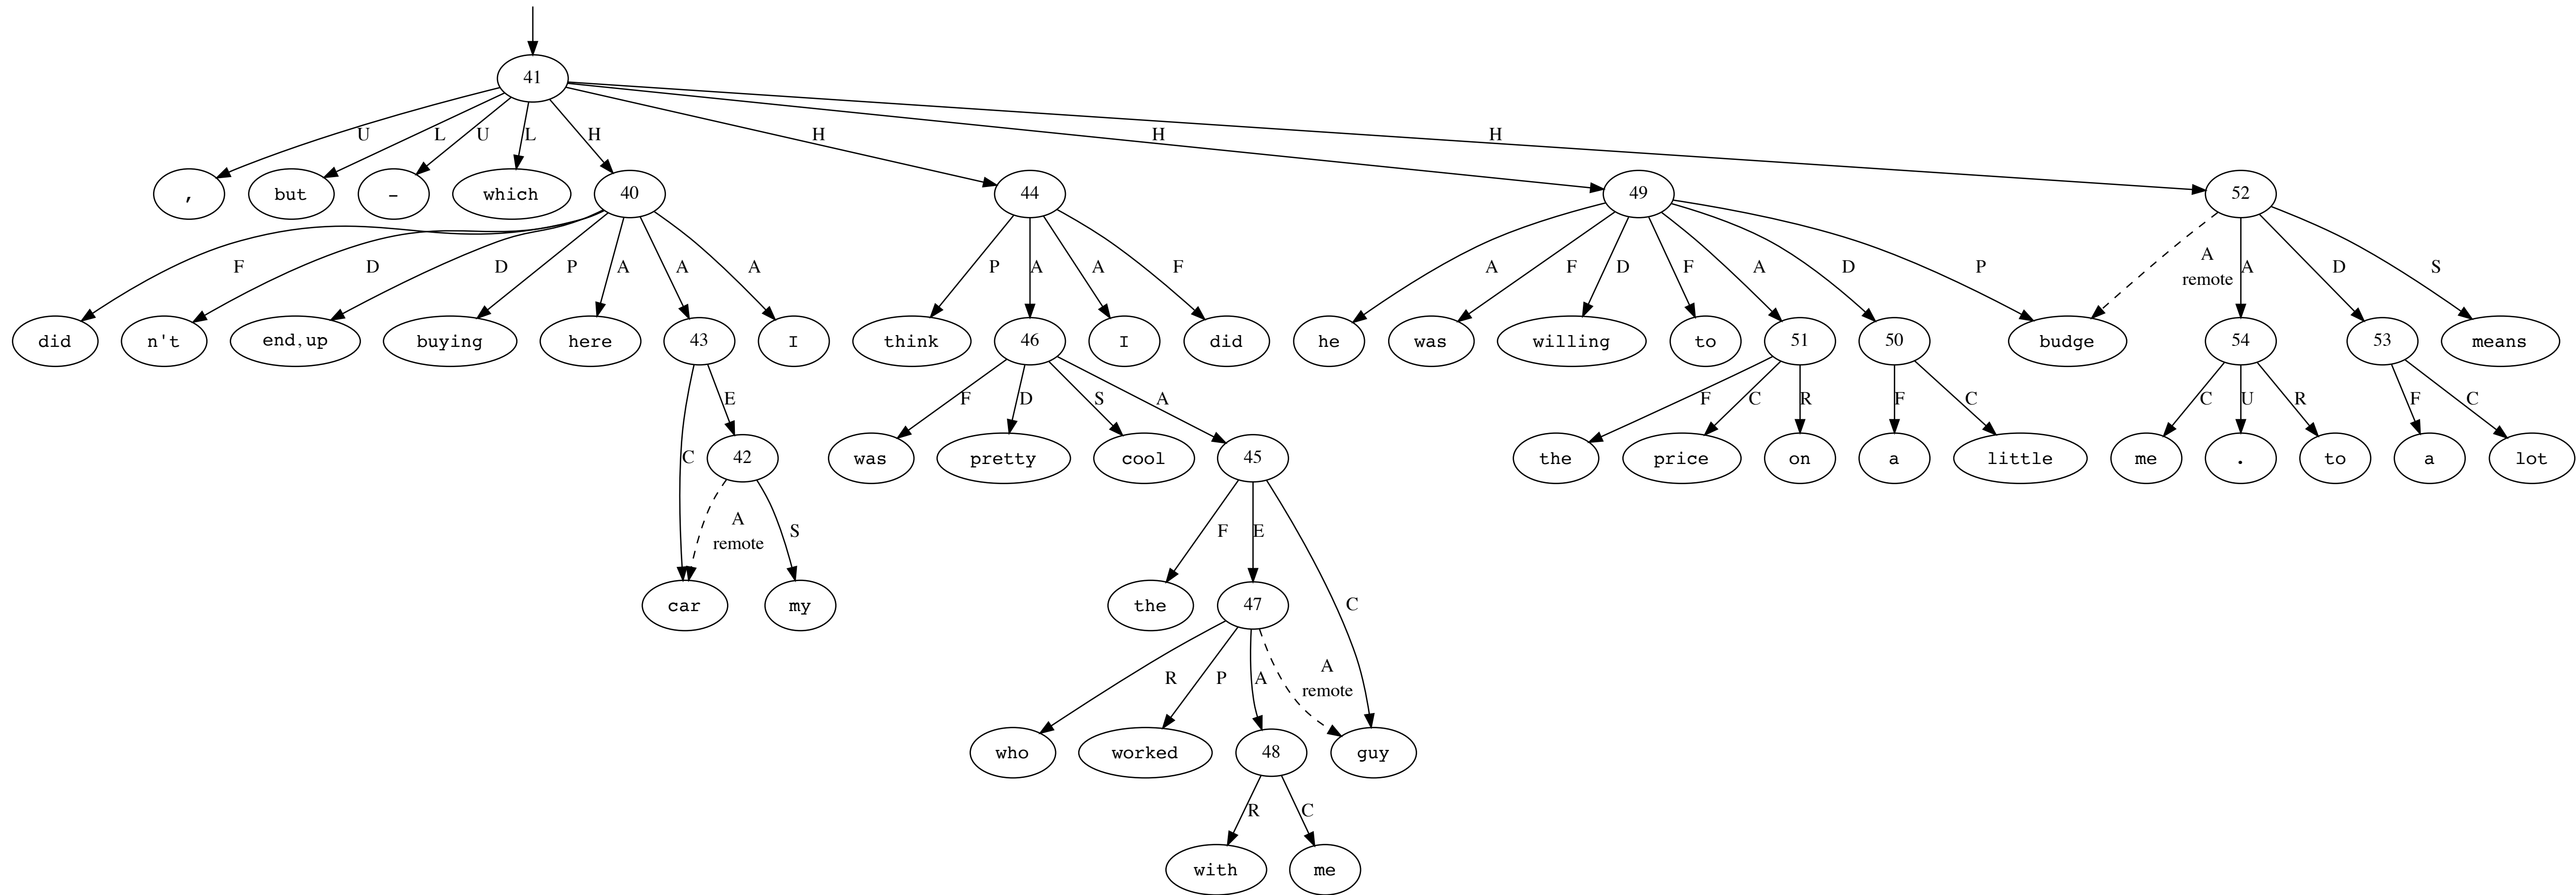 41
U L U L H H H H
, but - which 40 44 49 52
F D D P A A A P A A F A F D F A D P A remote A D S
did n't end,up buying here 43 I think 46 I did he was willing to 51 50 budge 54 53 means
E F D S A F C R F C C U R F C
C 42 was pretty cool 45 the price on a little me . to a lot
A remote S F E
car my the 47 C
R P A A remote
who worked 48 guy
R C
with me